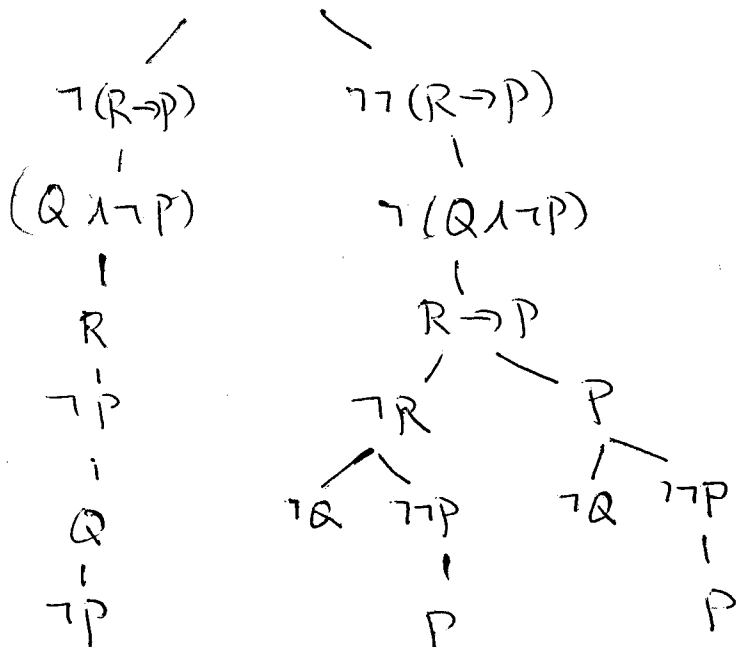 ¬(R→P) ¬¬(R→P)
(Q∧¬P) ¬(Q∧¬P)
R R→P
¬P ¬R P
Q ¬Q ¬¬P ¬Q ¬¬P
¬P P P